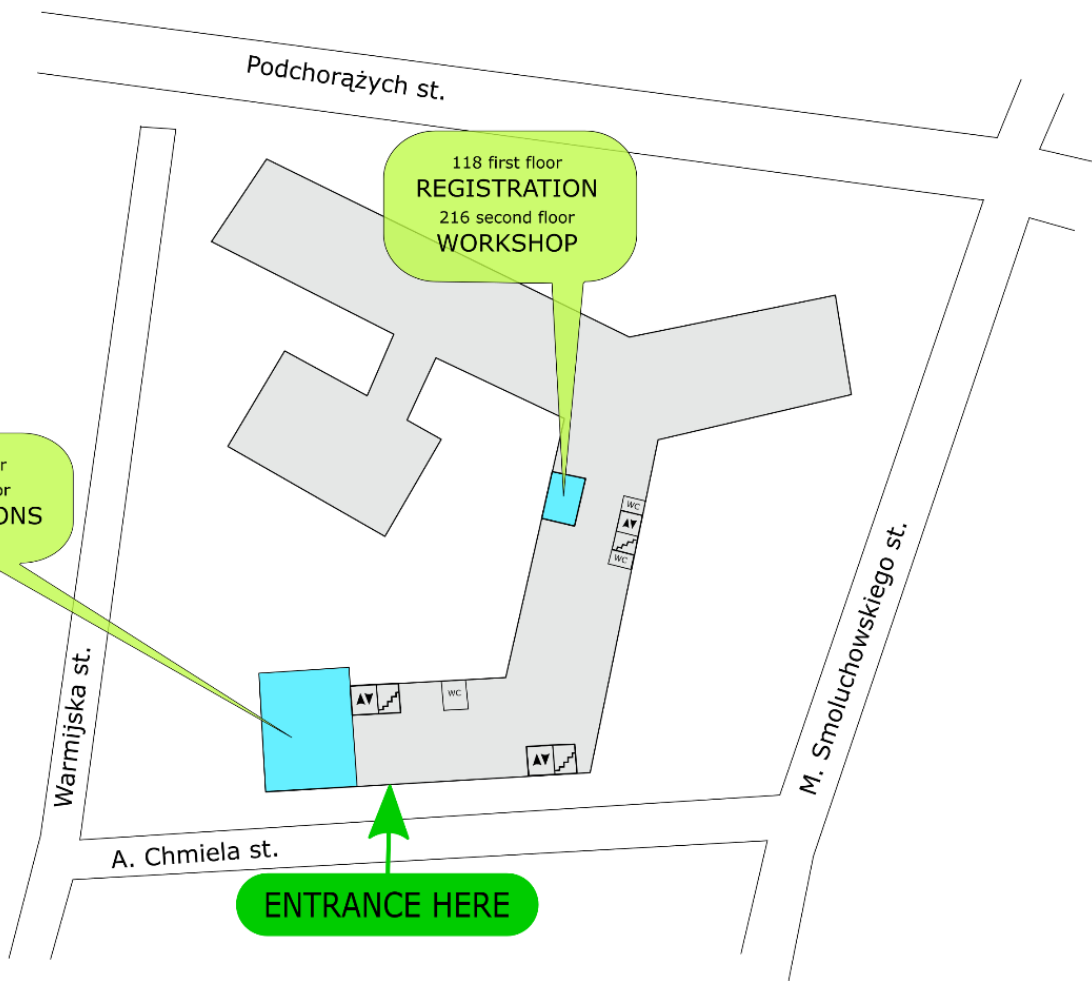 Podchorążych st.
118 first floor
REGISTRATION
216 second floor
WORKSHOP
WC
WC
WC
M. Smoluchowskiego st.
Warmijska st.
A. Chmiela st.
ENTRANCE HERE